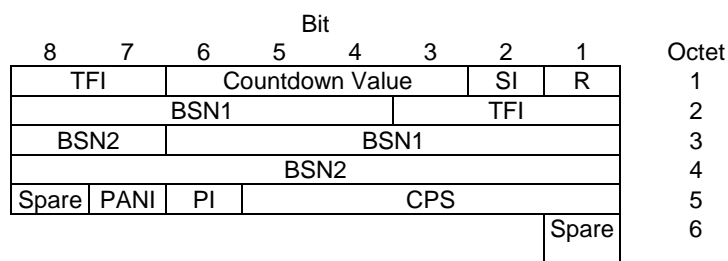 Bit
8 7 6 5 4 3 2 1 Octet
TFI Countdown Value SI R 1
BSN1 TFI 2
BSN2 BSN1 3
BSN2 4
Spare PANI PI CPS 5
Spare 6